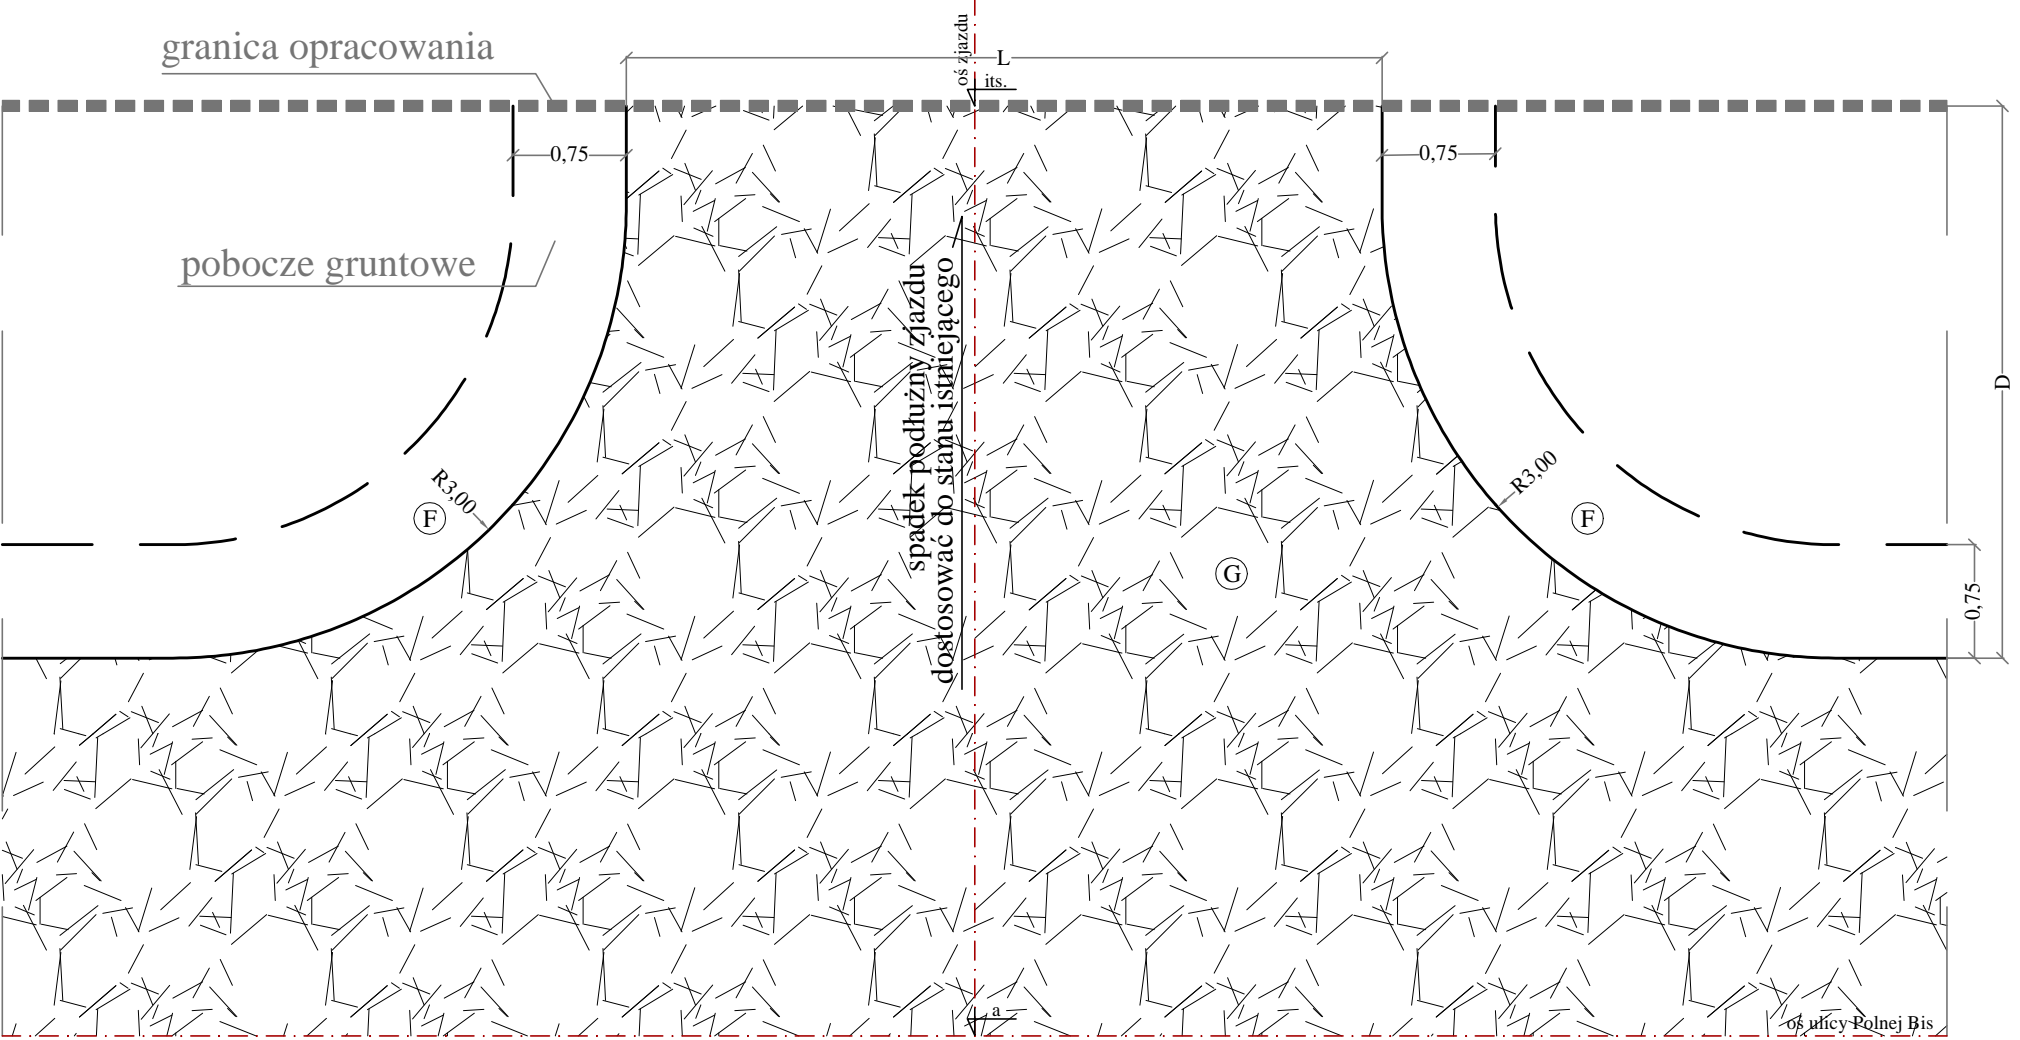 oś zjazdu
granica opracowania
L
its.
0,75
0,75
pobocze gruntowe
spadek podłużny zjazdu
dostosować do stanu istniejącego
D
R3,00
R3,00
F
F
G
0,75
a
oś ulicy Polnej Bis